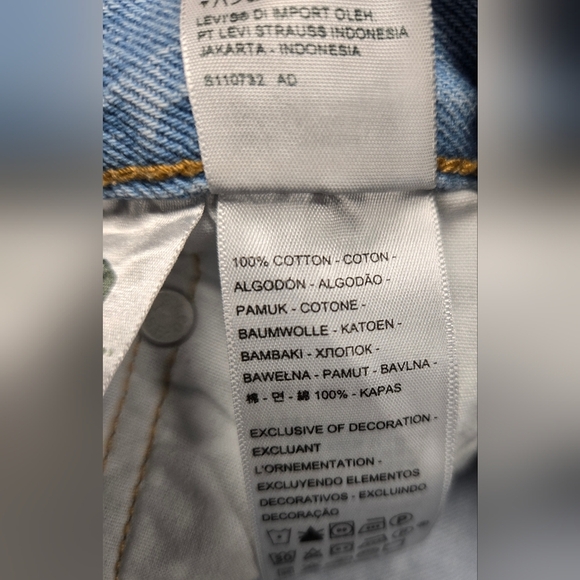 LEVI'S® DI IMPORT OLEH
PT LEVI STRAUSS INDONESIA
JAKARTA - INDONESIA
S110732 AD
100% COTTON - COTON -
ALGODÓN - ALGODÃO -
PAMUK - COTONE -
BAUMWOLLE - KATOEN -
BAMBAKI - ХЛОПОК -
BAWEŁNA - PAMUT - BAVLNA -
棉 - 면 - 綿 100% - KAPAS
EXCLUSIVE OF DECORATION -
EXCLUANT
L'ORNEMENTATION -
EXCLUYENDO ELEMENTOS
DECORATIVOS - EXCLUINDO
DECORAÇÃO